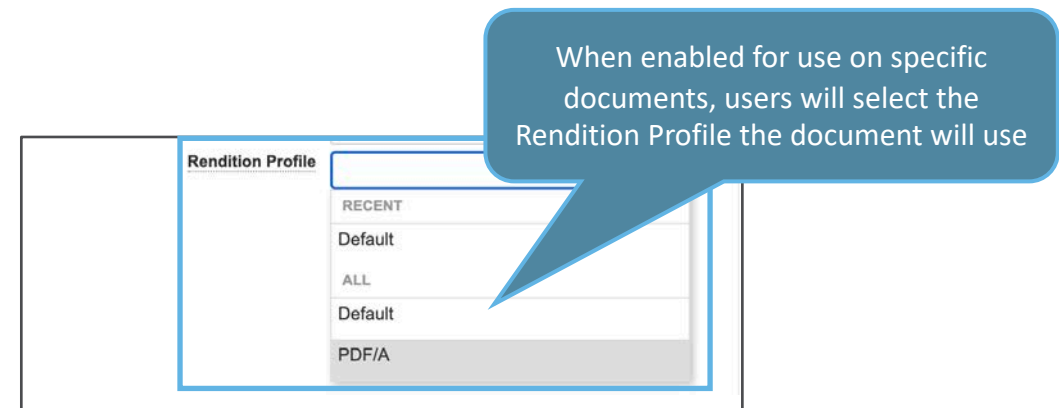 When enabled for use on specific
documents, users will select the
Rendition Profile the document will use
Rendition Profile
RECENT
Default
ALL
Default
PDF/A